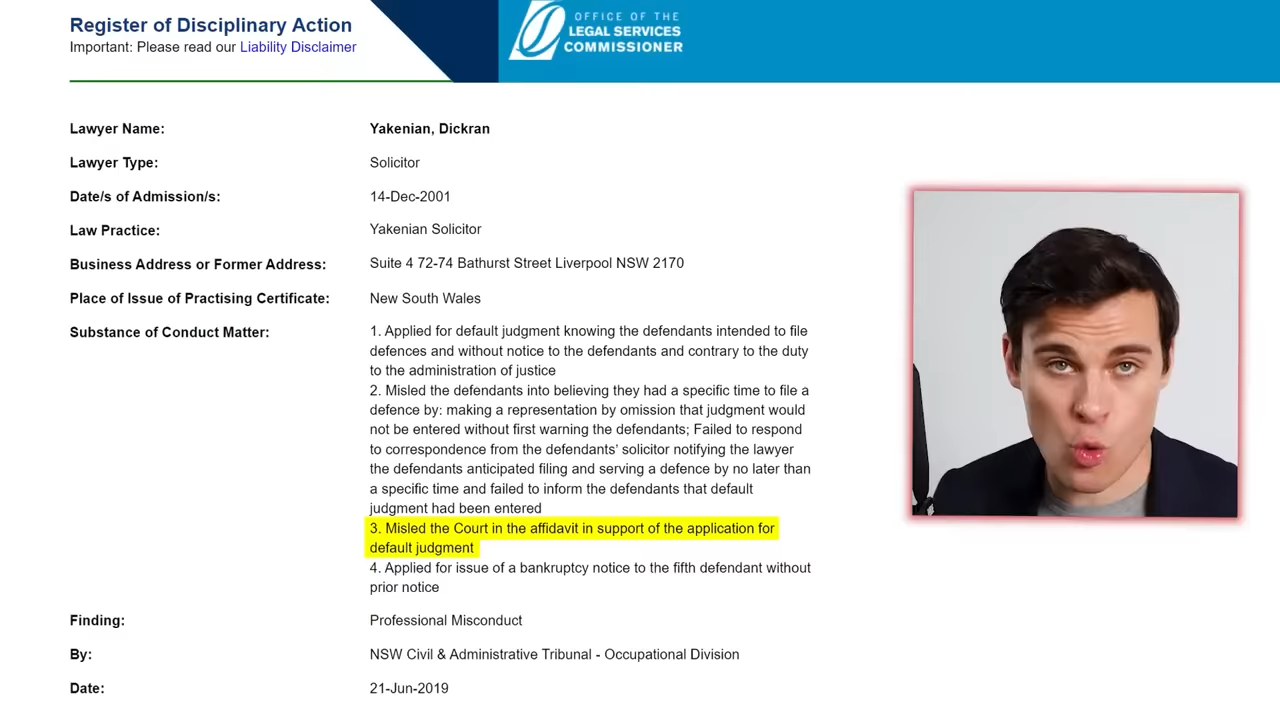 Register of Disciplinary Action
Important: Please read our Liability Disclaimer
OFFICE OF THE
LEGAL SERVICES
COMMISSIONER
Lawyer Name: Yakenian, Dickran
Lawyer Type: Solicitor
Date/s of Admission/s: 14-Dec-2001
Law Practice: Yakenian Solicitor
Business Address or Former Address: Suite 4 72-74 Bathurst Street Liverpool NSW 2170
Place of Issue of Practising Certificate: New South Wales
Substance of Conduct Matter: 1. Applied for default judgment knowing the defendants intended to file
defences and without notice to the defendants and contrary to the duty
to the administration of justice
2. Misled the defendants into believing they had a specific time to file a
defence by: making a representation by omission that judgment would
not be entered without first warning the defendants; Failed to respond
to correspondence from the defendants' solicitor notifying the lawyer
the defendants anticipated filing and serving a defence by no later than
a specific time and failed to inform the defendants that default
judgment had been entered
3. Misled the Court in the affidavit in support of the application for
default judgment
4. Applied for issue of a bankruptcy notice to the fifth defendant without
prior notice
Finding: Professional Misconduct
By: NSW Civil & Administrative Tribunal - Occupational Division
Date: 21-Jun-2019